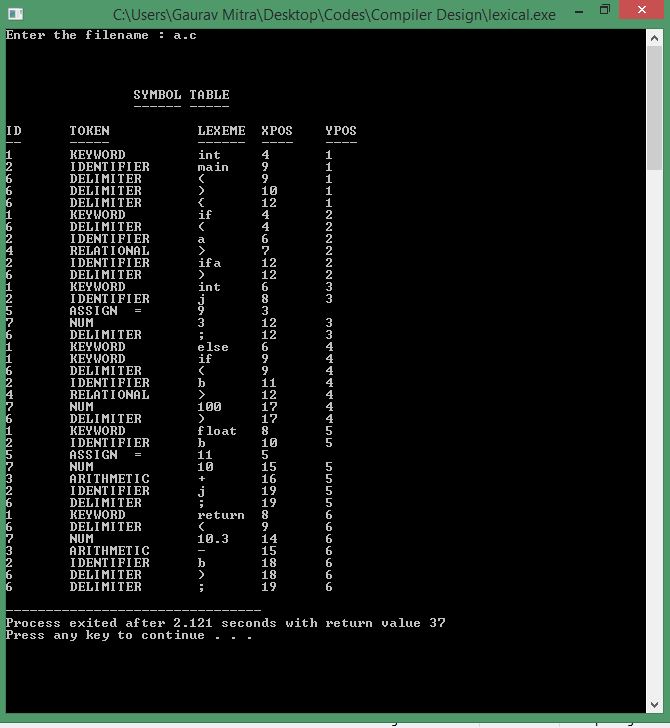 C:\Users\Gaurav Mitra\Desktop\Codes\Compiler Design\lexical.exe
Enter the filename : a.c
SYMBOL TABLE
------ -----
ID TOKEN LEXEME XPOS YPOS
-- ----- ------ ---- ----
1 KEYWORD int 4 1
2 IDENTIFIER main 9 1
6 DELIMITER ( 9 1
6 DELIMITER ) 10 1
6 DELIMITER { 12 1
1 KEYWORD if 4 2
6 DELIMITER ( 4 2
2 IDENTIFIER a 6 2
4 RELATIONAL > 7 2
2 IDENTIFIER ifa 12 2
6 DELIMITER ) 12 2
1 KEYWORD int 6 3
2 IDENTIFIER j 8 3
5 ASSIGN = 9 3
7 NUM 3 12 3
6 DELIMITER ; 12 3
1 KEYWORD else 6 4
1 KEYWORD if 9 4
6 DELIMITER ( 9 4
2 IDENTIFIER b 11 4
4 RELATIONAL > 12 4
7 NUM 100 17 4
6 DELIMITER ) 17 4
1 KEYWORD float 8 5
2 IDENTIFIER b 10 5
5 ASSIGN = 11 5
7 NUM 10 15 5
3 ARITHMETIC + 16 5
2 IDENTIFIER j 19 5
6 DELIMITER ; 19 5
1 KEYWORD return 8 6
6 DELIMITER ( 9 6
7 NUM 10.3 14 6
3 ARITHMETIC - 15 6
2 IDENTIFIER b 18 6
6 DELIMITER ) 18 6
6 DELIMITER ; 19 6
--------------------------------
Process exited after 2.121 seconds with return value 37
Press any key to continue . . .